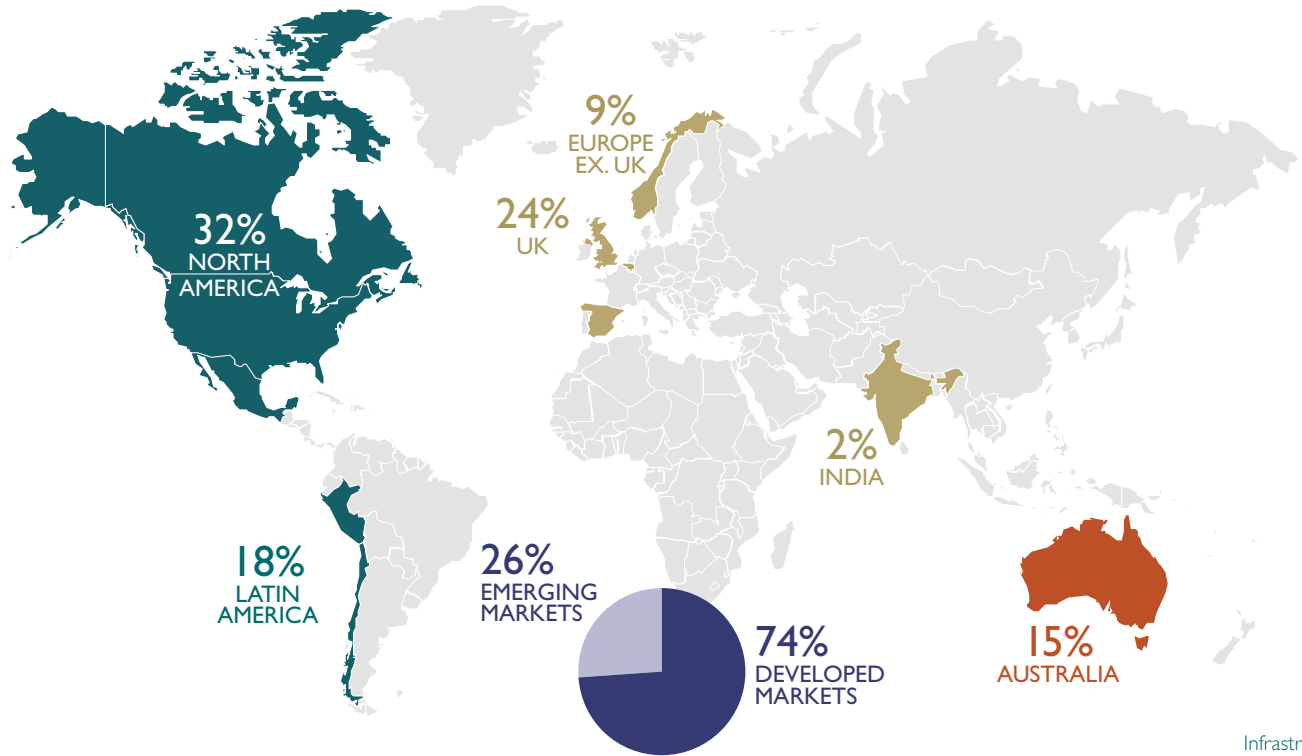 9%
EUROPE
EX. UK
24%
UK
32%
NORTH
AMERICA
2%
INDIA
18%
LATIN
AMERICA
26%
EMERGING
MARKETS
74%
DEVELOPED
MARKETS
15%
AUSTRALIA
Infrastr